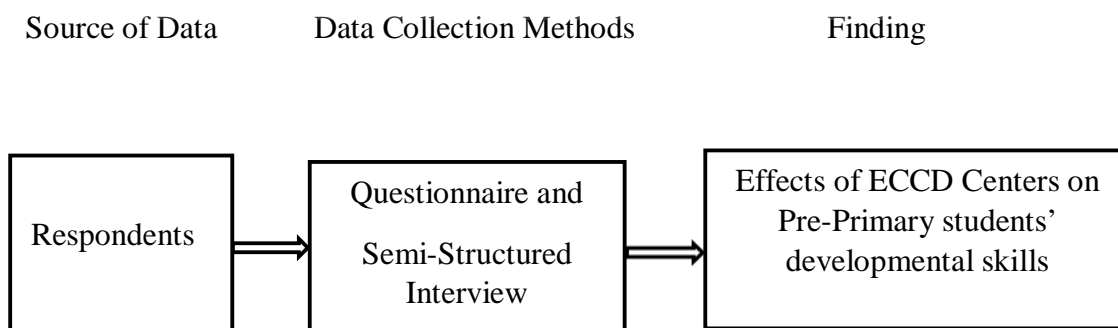 Source of Data Data Collection Methods Finding
Respondents
Questionnaire and
Semi-Structured
Interview
Effects of ECCD Centers on
Pre-Primary students’
developmental skills